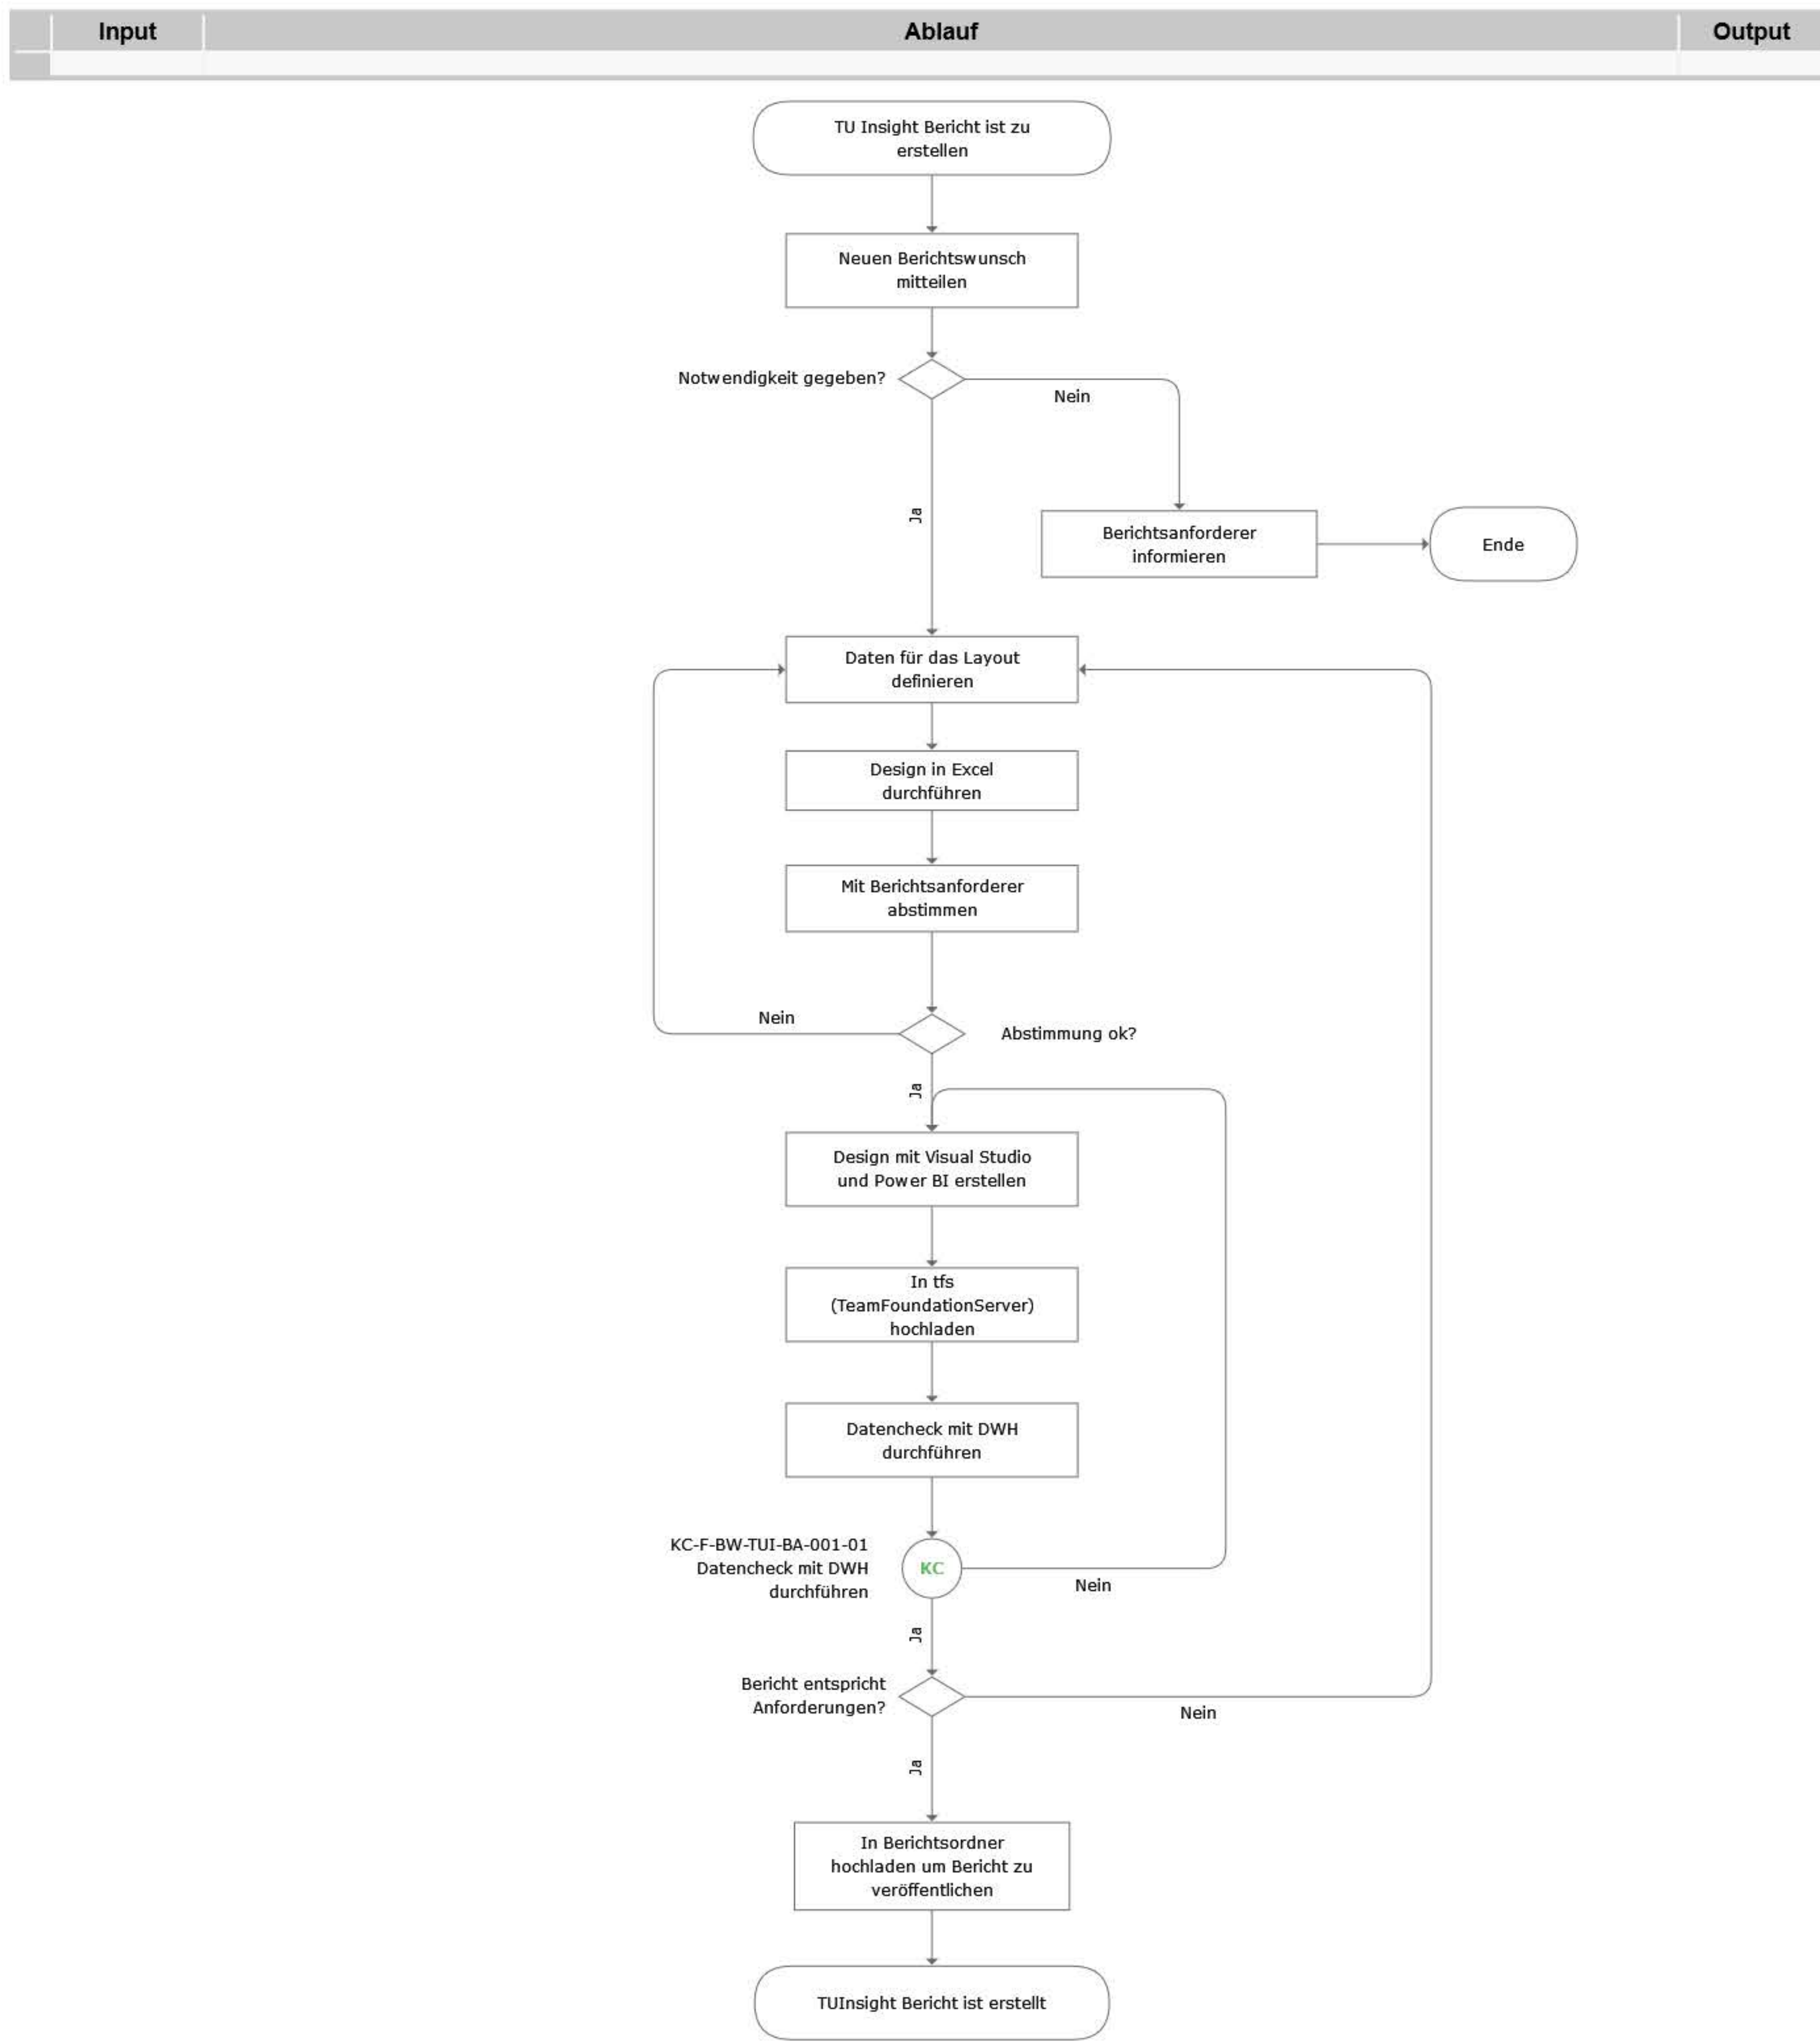 Input
Ablauf
Output
TU Insight Bericht ist zu
erstellen
Neuen Berichtswunsch
mitteilen
Notwendigkeit gegeben?
Nein
Ja
Berichtsanforderer
informieren
Ende
Daten für das Layout
definieren
Design in Excel
durchführen
Mit Berichtsanforderer
abstimmen
Nein
Abstimmung ok?
Ja
Design mit Visual Studio
und Power BI erstellen
In tfs
(TeamFoundationServer)
hochladen
Datencheck mit DWH
durchführen
KC-F-BW-TUI-BA-001-01
Datencheck mit DWH
durchführen
KC
Nein
Ja
Bericht entspricht
Anforderungen?
Nein
Ja
In Berichtsordner
hochladen um Bericht zu
veröffentlichen
TUInsight Bericht ist erstellt